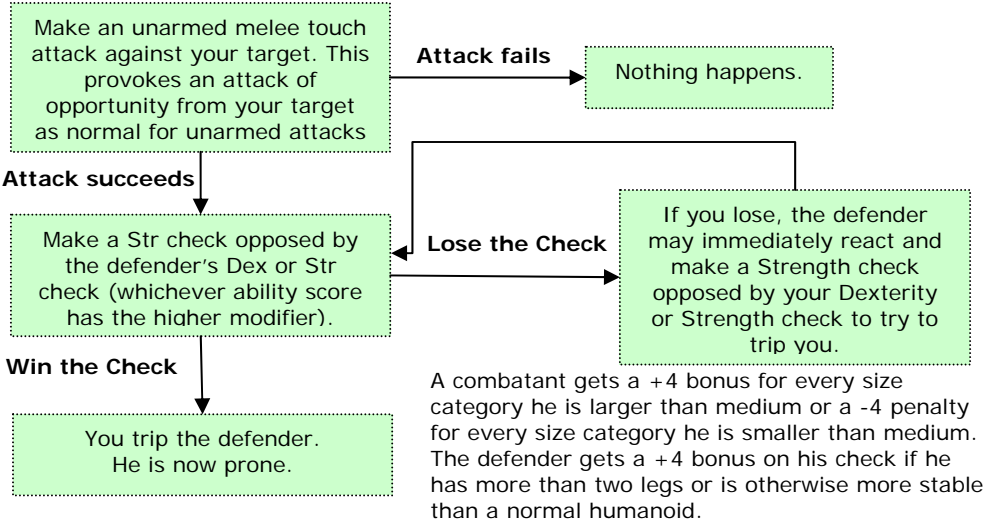 Make an unarmed melee touch
attack against your target. This
provokes an attack of
opportunity from your target
as normal for unarmed attacks
Attack fails
Nothing happens.
Attack succeeds
Make a Str check opposed by
the defender's Dex or Str
check (whichever ability score
has the higher modifier).
Lose the Check
If you lose, the defender
may immediately react and
make a Strength check
opposed by your Dexterity
or Strength check to try to
trip you.
Win the Check
You trip the defender.
He is now prone.
A combatant gets a +4 bonus for every size
category he is larger than medium or a -4 penalty
for every size category he is smaller than medium.
The defender gets a +4 bonus on his check if he
has more than two legs or is otherwise more stable
than a normal humanoid.